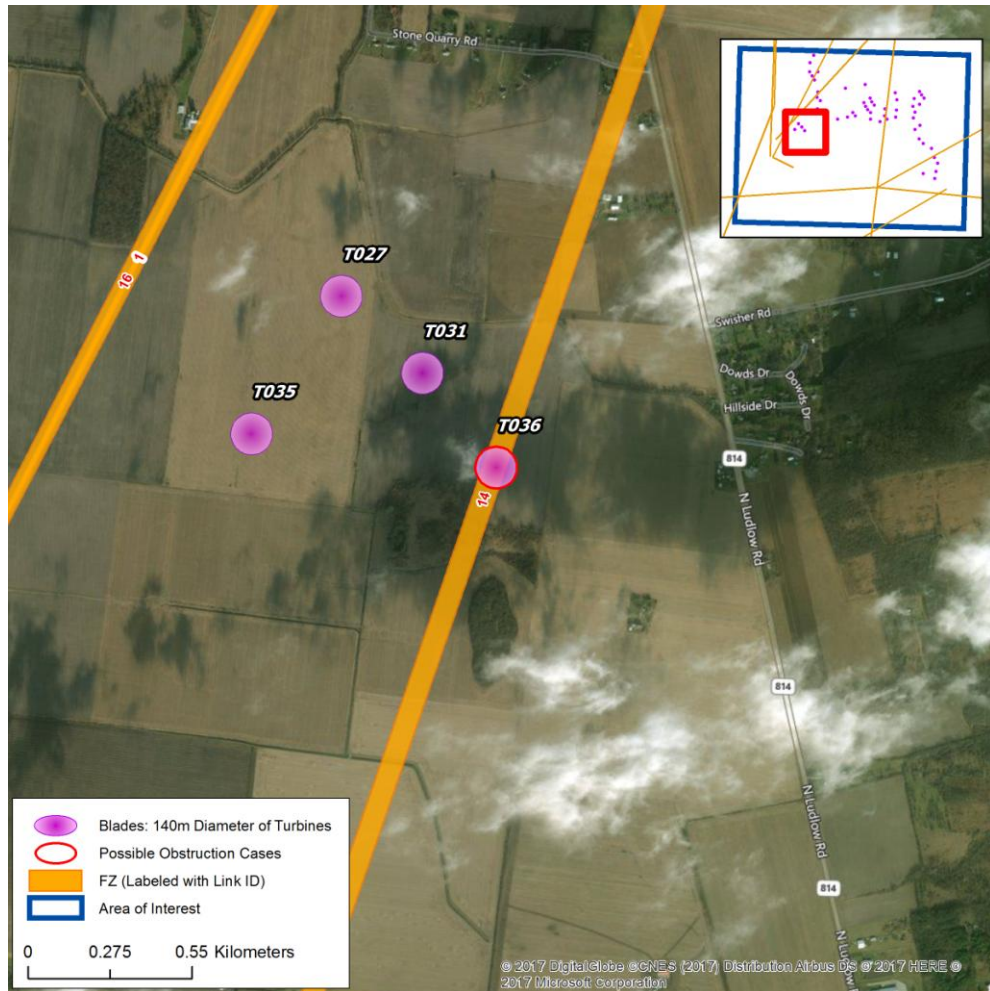 Stone Quarry Rd
T027
16
1
T031
Swisher Rd
Dowds Dr
Dowds Dr
T035
Hillside Dr
T036
814
14
N Ludlow Rd
814
N Ludlow Rd
814
N Ludlow R
Blades: 140m Diameter of Turbines
Possible Obstruction Cases
FZ (Labeled with Link ID)
Area of Interest
0 0.275 0.55 Kilometers
© 2017 DigitalGlobe ©CNES (2017) Distribution Airbus DS © 2017 HERE ©
2017 Microsoft Corporation